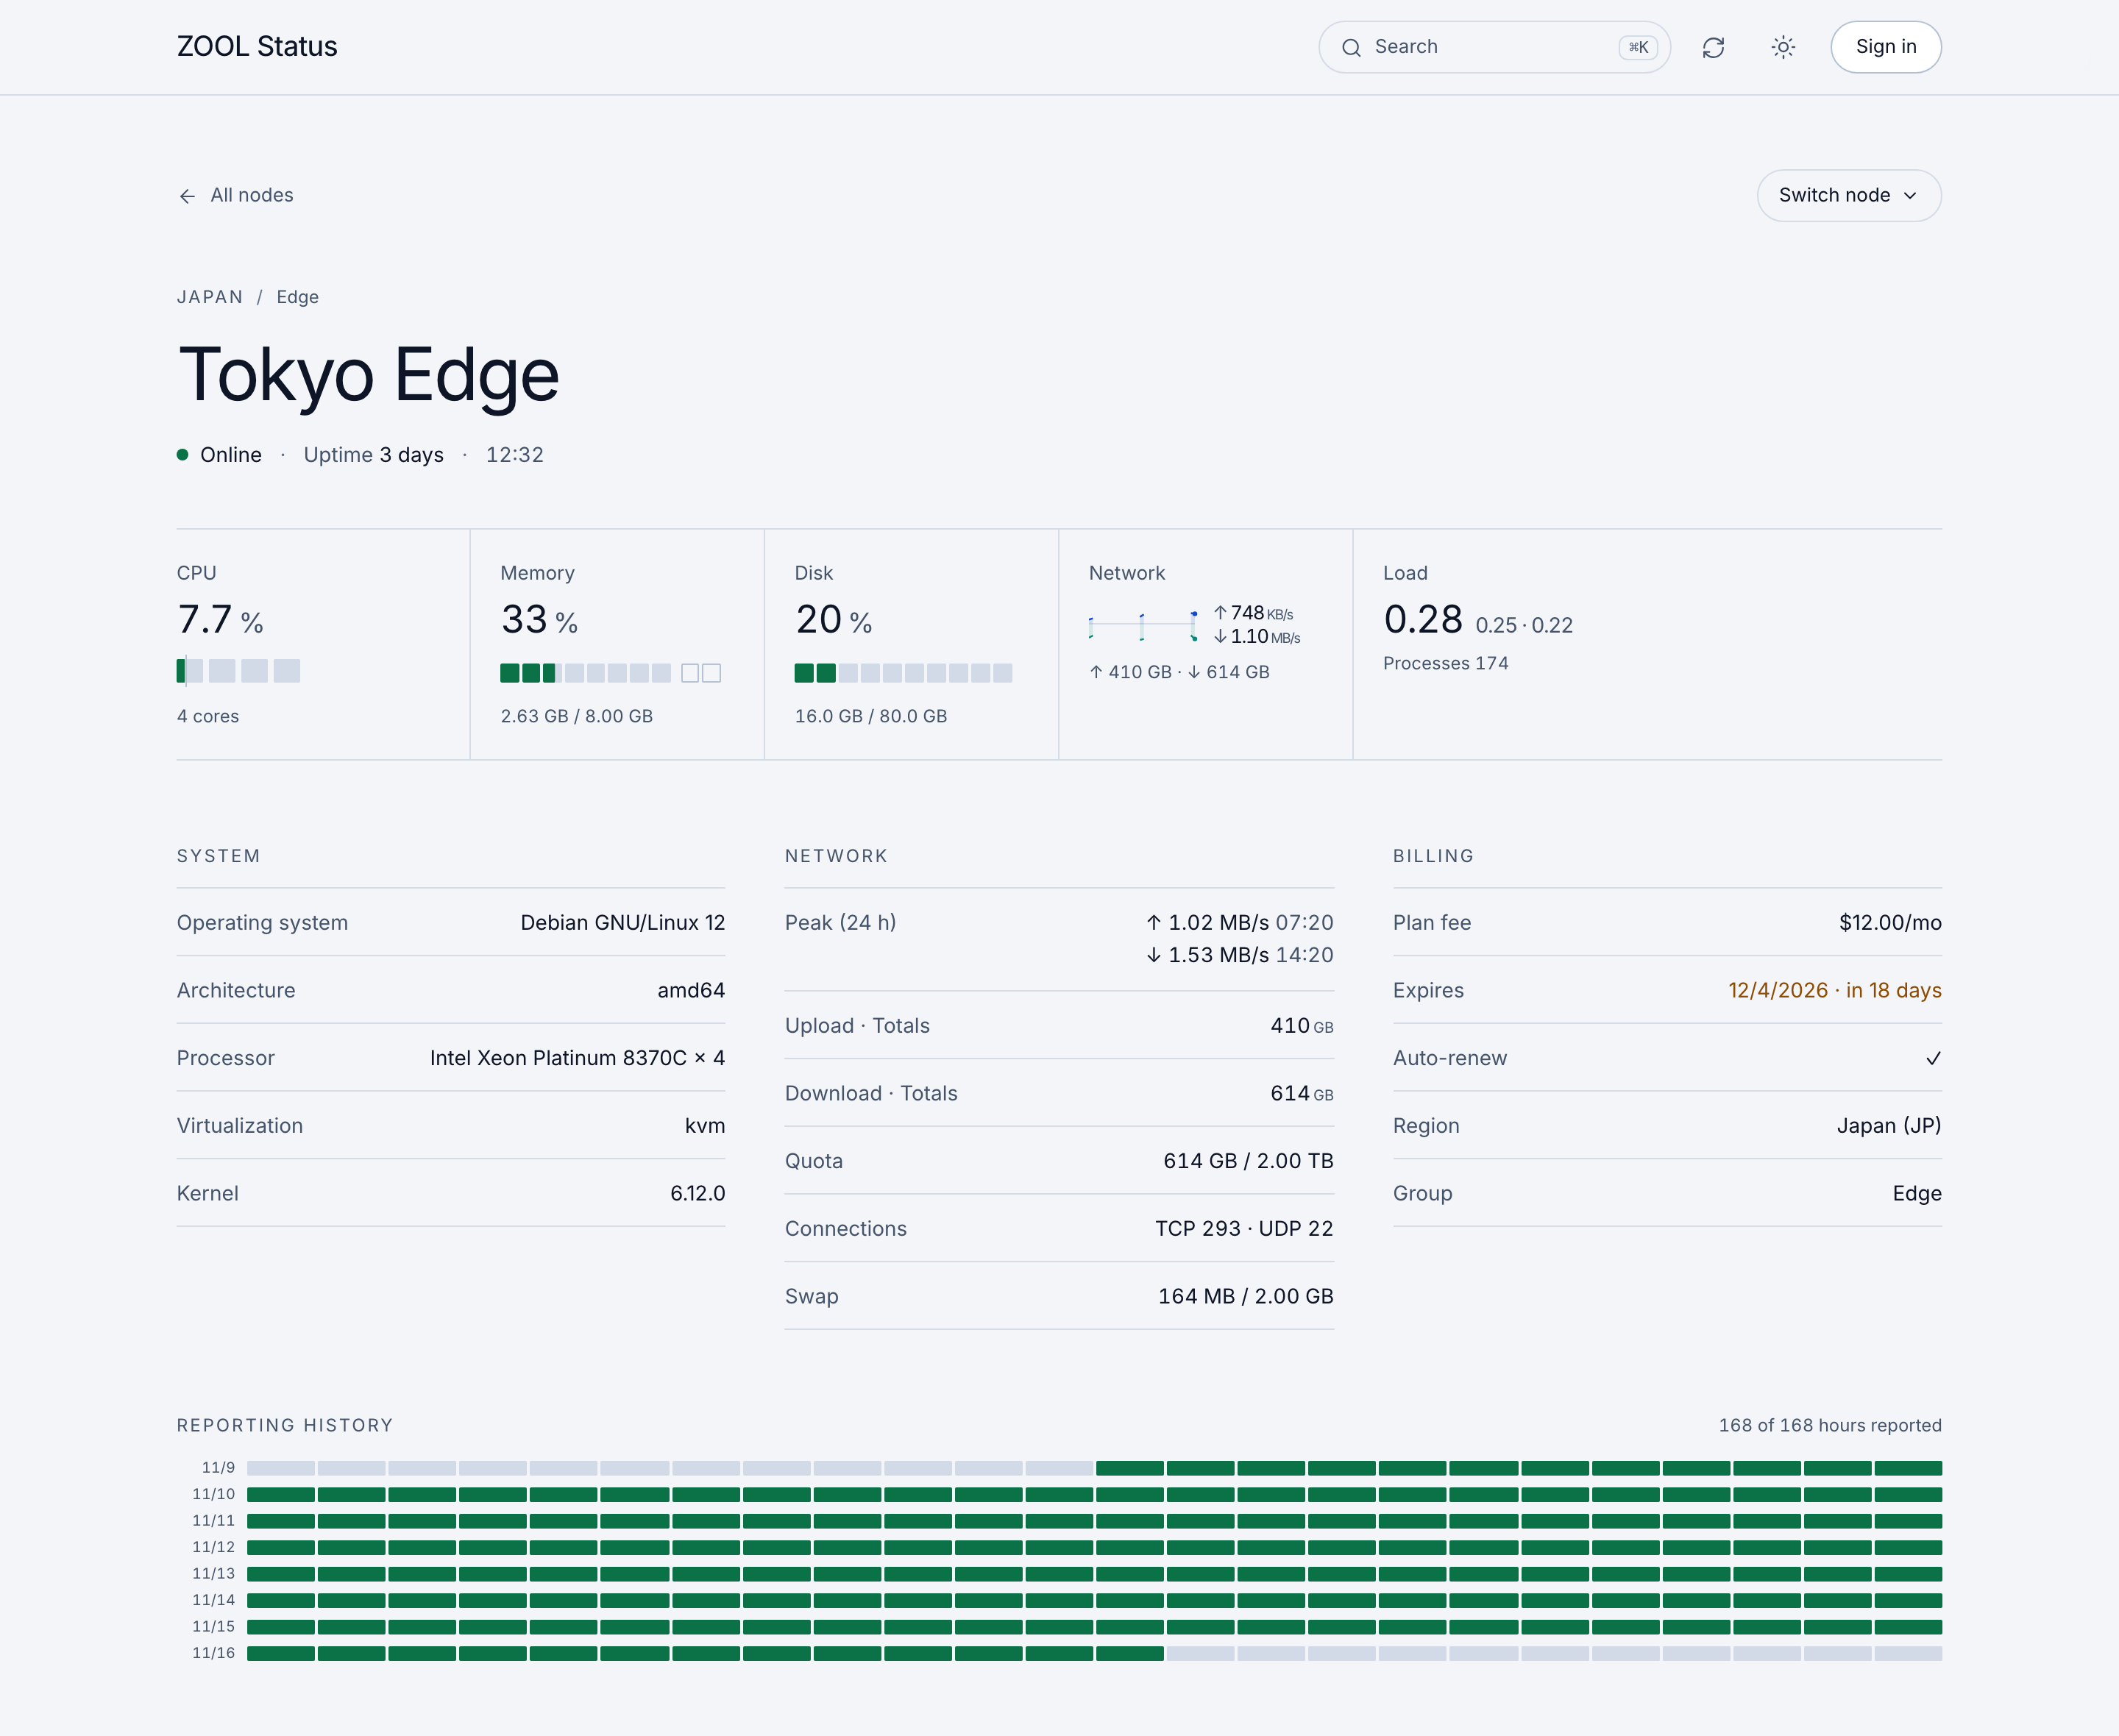 ZOOL Status
Search
⌘K
Sign in
All nodes
Switch node
JAPAN / Edge
Tokyo Edge
Online · Uptime 3 days · 12:32
CPU
7.7 %
4 cores
Memory
33 %
2.63 GB / 8.00 GB
Disk
20 %
16.0 GB / 80.0 GB
Network
↑ 748 KB/s
↓ 1.10 MB/s
↑ 410 GB · ↓ 614 GB
Load
0.28 0.25 · 0.22
Processes 174
SYSTEM
Operating system Debian GNU/Linux 12
Architecture amd64
Processor Intel Xeon Platinum 8370C × 4
Virtualization kvm
Kernel 6.12.0
NETWORK
Peak (24 h) ↑ 1.02 MB/s 07:20
↓ 1.53 MB/s 14:20
Upload · Totals 410 GB
Download · Totals 614 GB
Quota 614 GB / 2.00 TB
Connections TCP 293 · UDP 22
Swap 164 MB / 2.00 GB
BILLING
Plan fee $12.00/mo
Expires 12/4/2026 · in 18 days
Auto-renew ✓
Region Japan (JP)
Group Edge
REPORTING HISTORY
168 of 168 hours reported
11/9
11/10
11/11
11/12
11/13
11/14
11/15
11/16